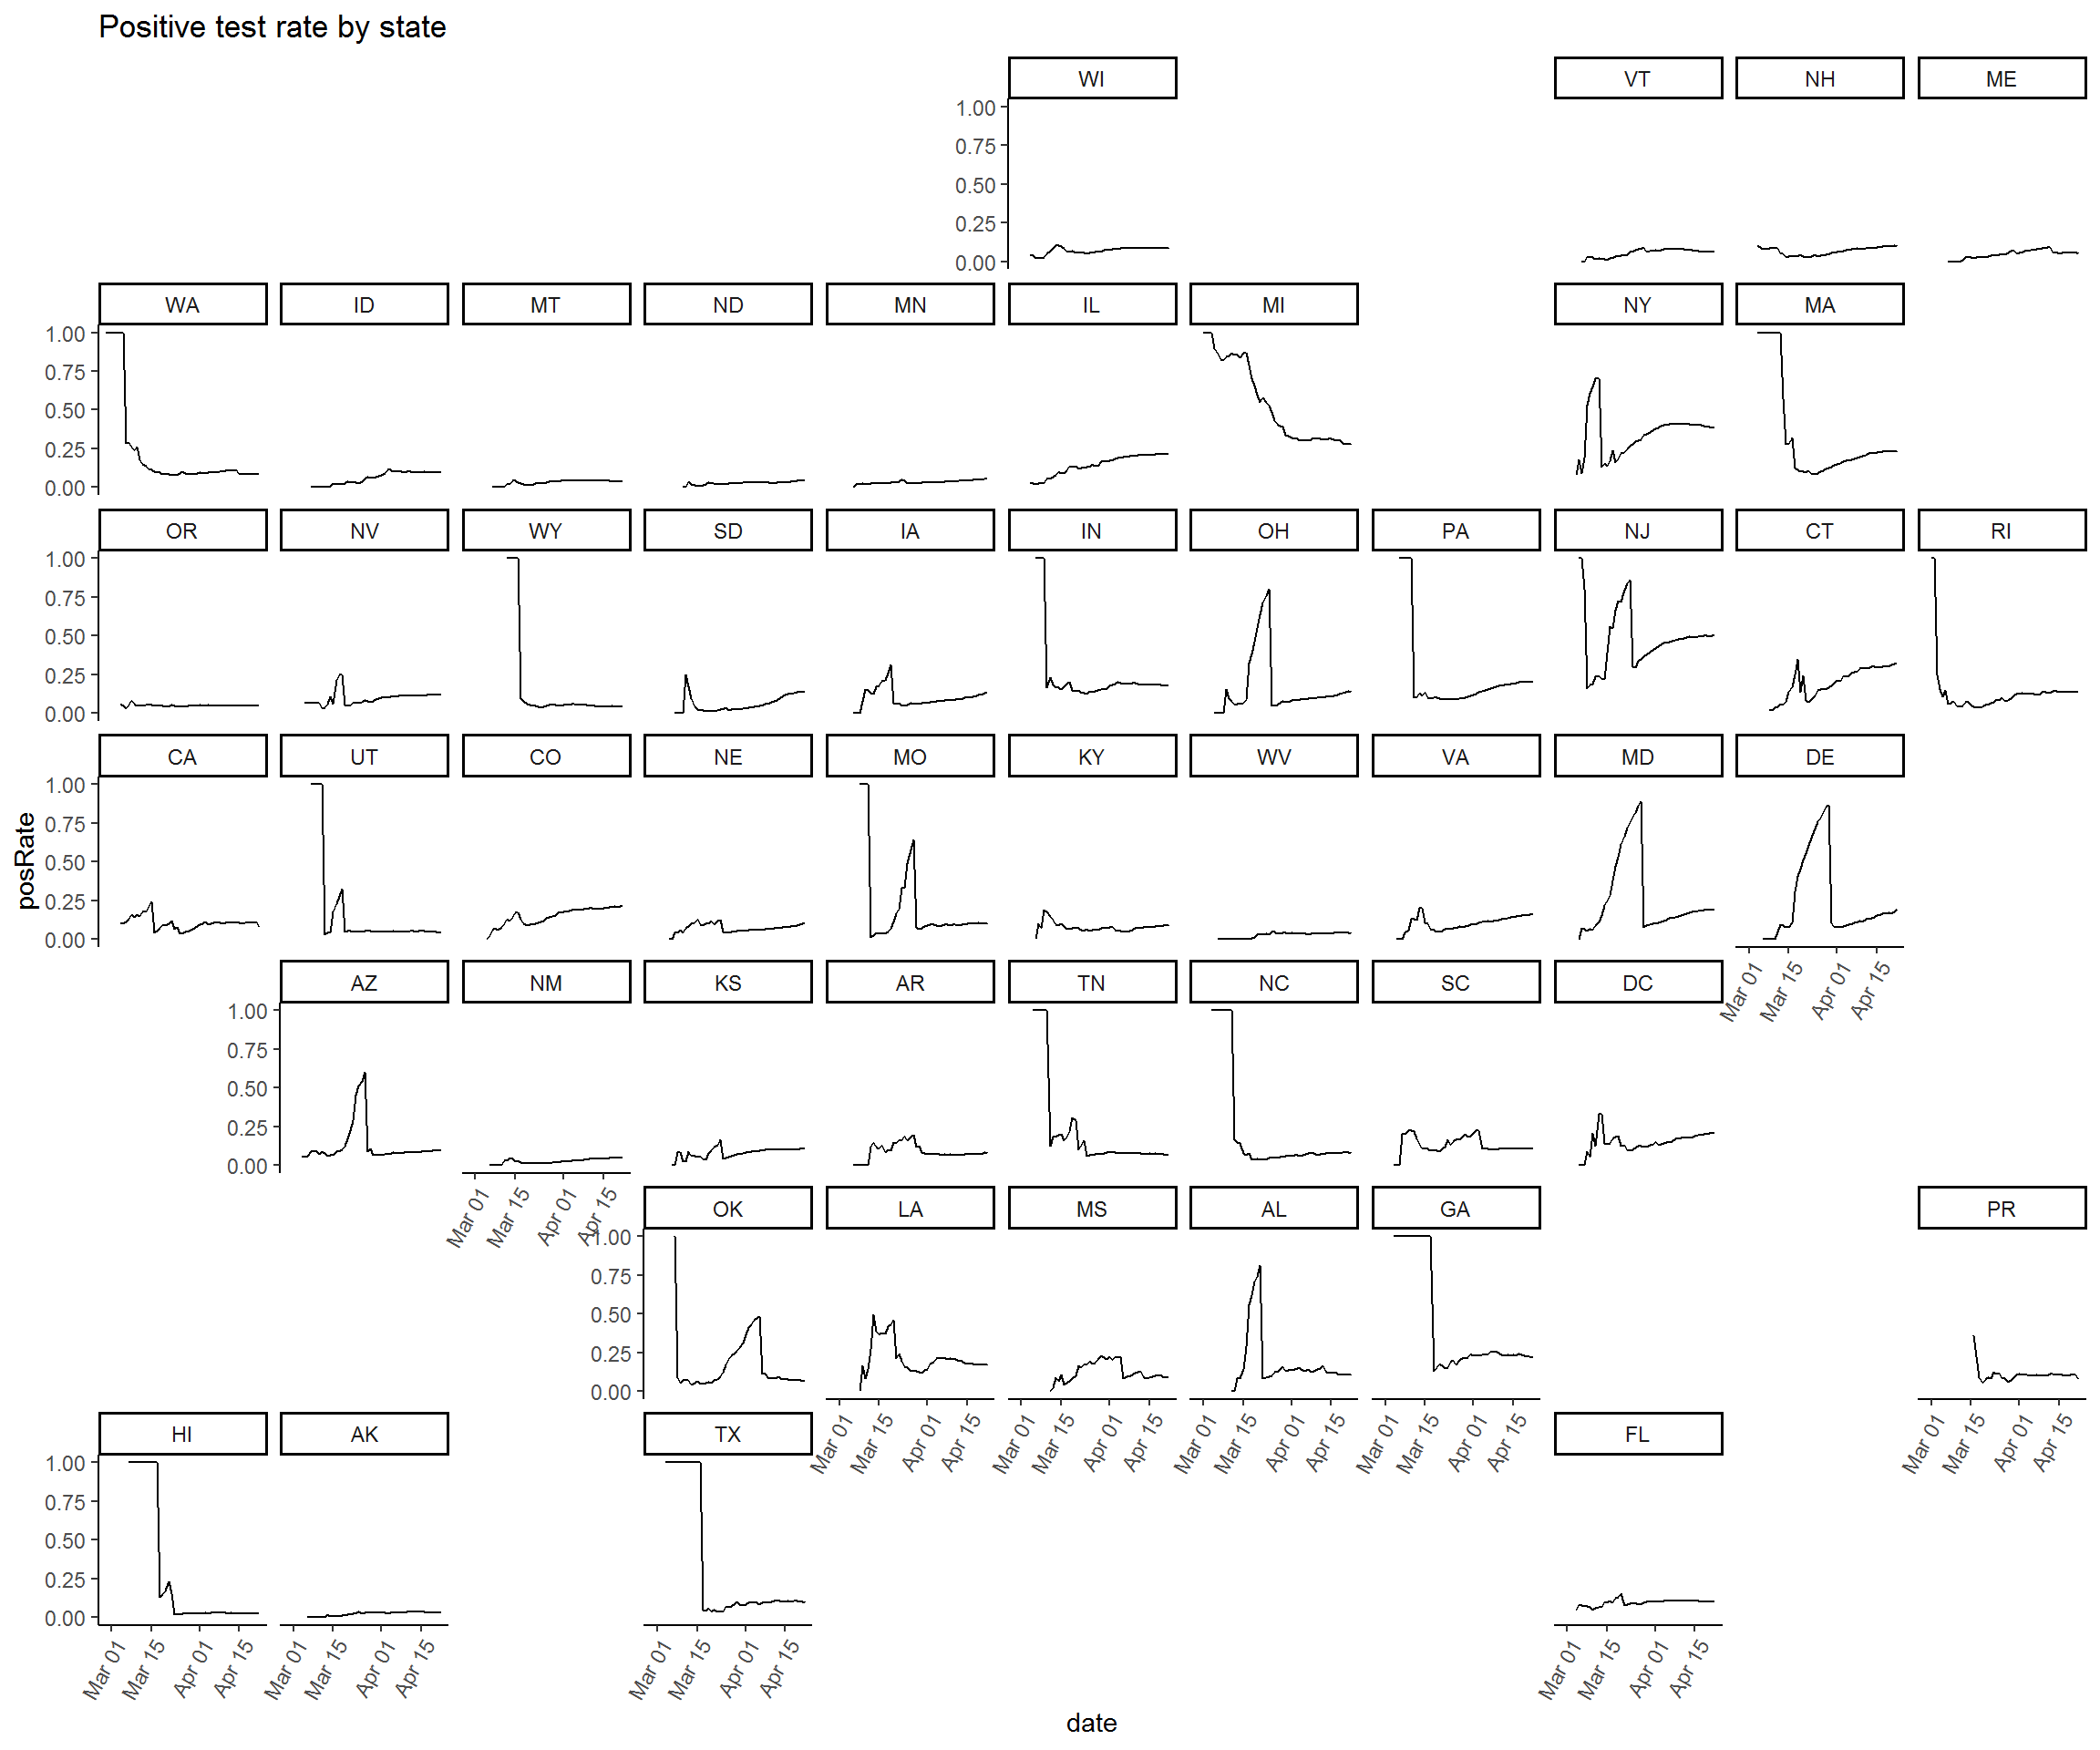 Positive test rate by state
WI VT NH ME
1.00
0.75
0.50
0.25
0.00
WA ID MT ND MN IL MI NY MA
1.00
0.75
0.50
0.25
0.00
OR NV WY SD IA IN OH PA NJ CT RI
1.00
0.75
0.50
0.25
0.00
CA UT CO NE MO KY WV VA MD DE
1.00
0.75
0.50
0.25
0.00
posRate
Mar 01 Mar 15 Apr 01 Apr 15
AZ NM KS AR TN NC SC DC
1.00
0.75
0.50
0.25
0.00
Mar 01 Mar 15 Apr 01 Apr 15
OK LA MS AL GA PR
1.00
0.75
0.50
0.25
0.00
Mar 01 Mar 15 Apr 01 Apr 15 Mar 01 Mar 15 Apr 01 Apr 15 Mar 01 Mar 15 Apr 01 Apr 15 Mar 01 Mar 15 Apr 01 Apr 15 Mar 01 Mar 15 Apr 01 Apr 15
HI AK TX FL
1.00
0.75
0.50
0.25
0.00
Mar 01 Mar 15 Apr 01 Apr 15 Mar 01 Mar 15 Apr 01 Apr 15 Mar 01 Mar 15 Apr 01 Apr 15 Mar 01 Mar 15 Apr 01 Apr 15
date